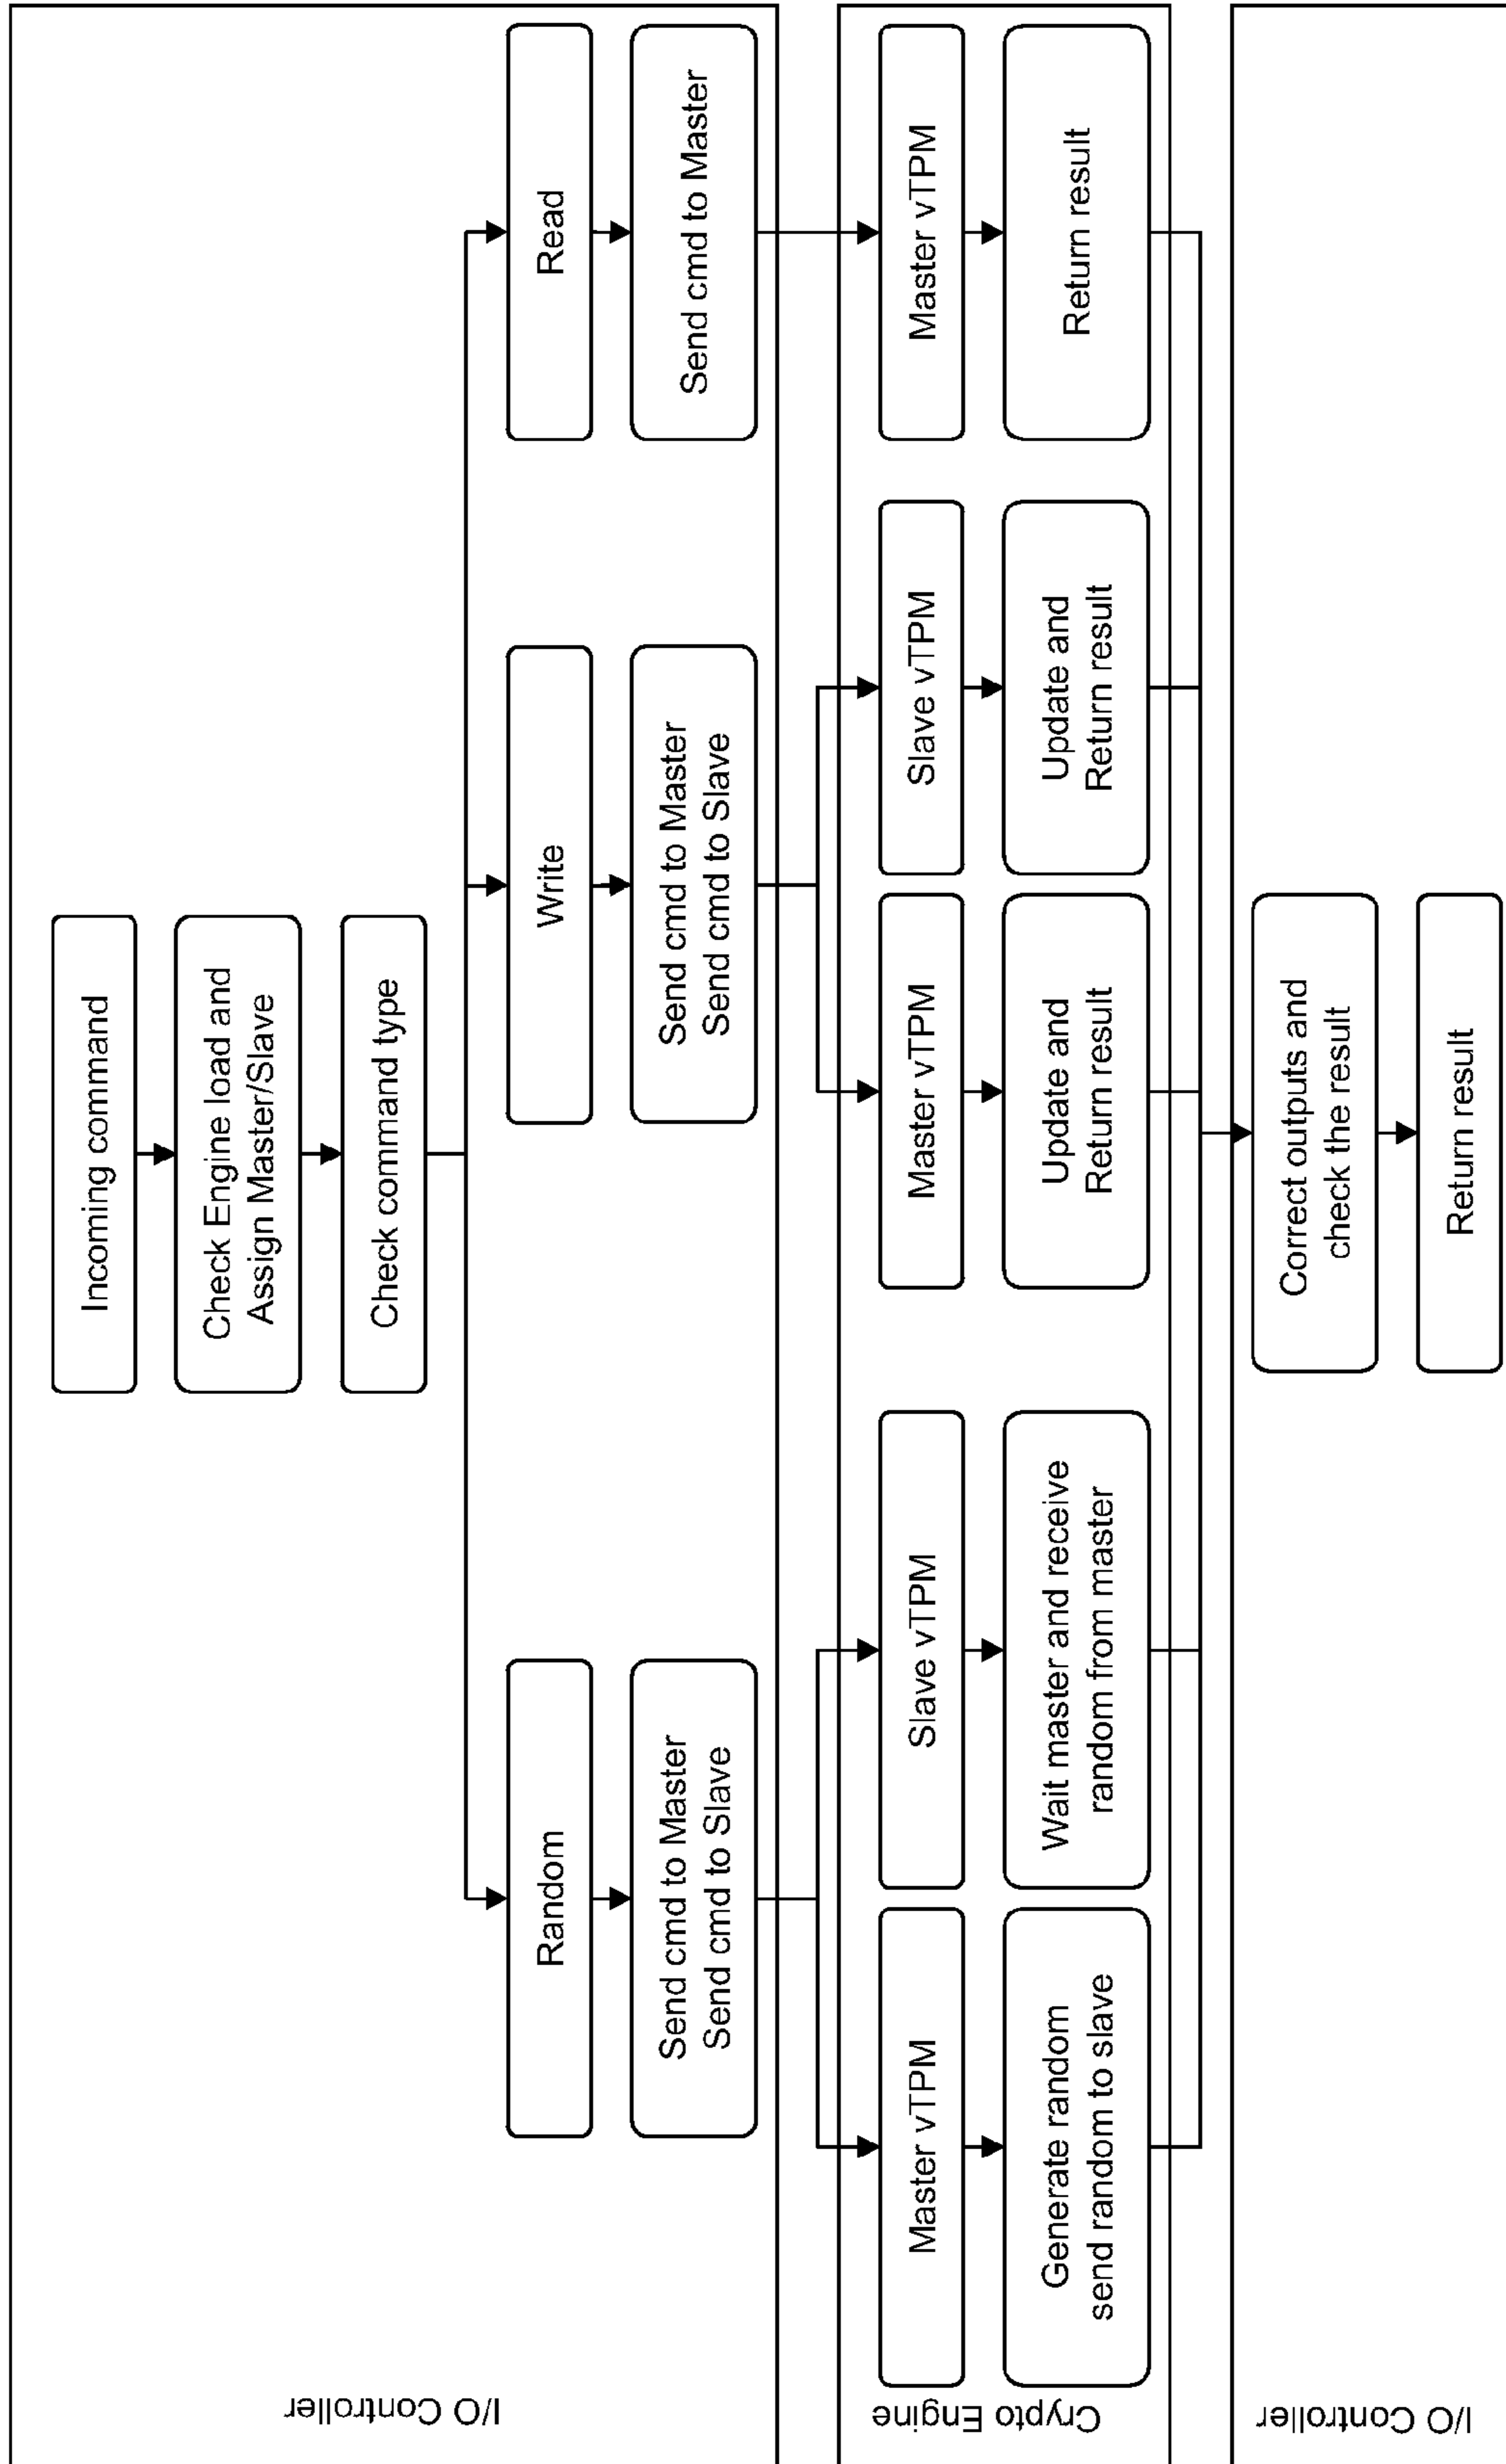 I/O Controller
Incoming command
Check Engine load and
Assign Master/Slave
Check command type
Random
Write
Read
Send cmd to Master
Send cmd to Slave
Send cmd to Master
Send cmd to Slave
Send cmd to Master
Crypto Engine
Master vTPM
Slave vTPM
Master vTPM
Slave vTPM
Master vTPM
Generate random
send random to slave
Wait master and receive
random from master
Update and
Return result
Update and
Return result
Return result
I/O Controller
Correct outputs and
check the result
Return result